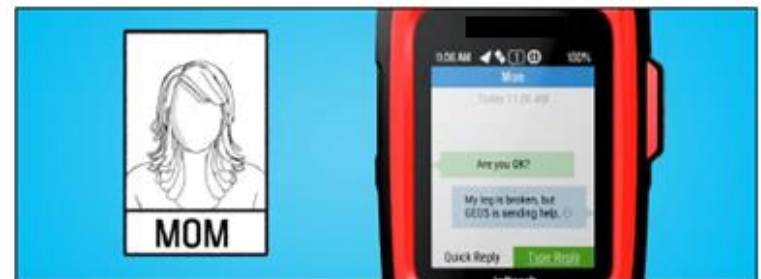 11:06 AM 100%
Mom
Today 11:06 AM
Are you OK?
My leg is broken, but
GEOS is sending help.
Quick Reply Type Reply
MOM
inReach